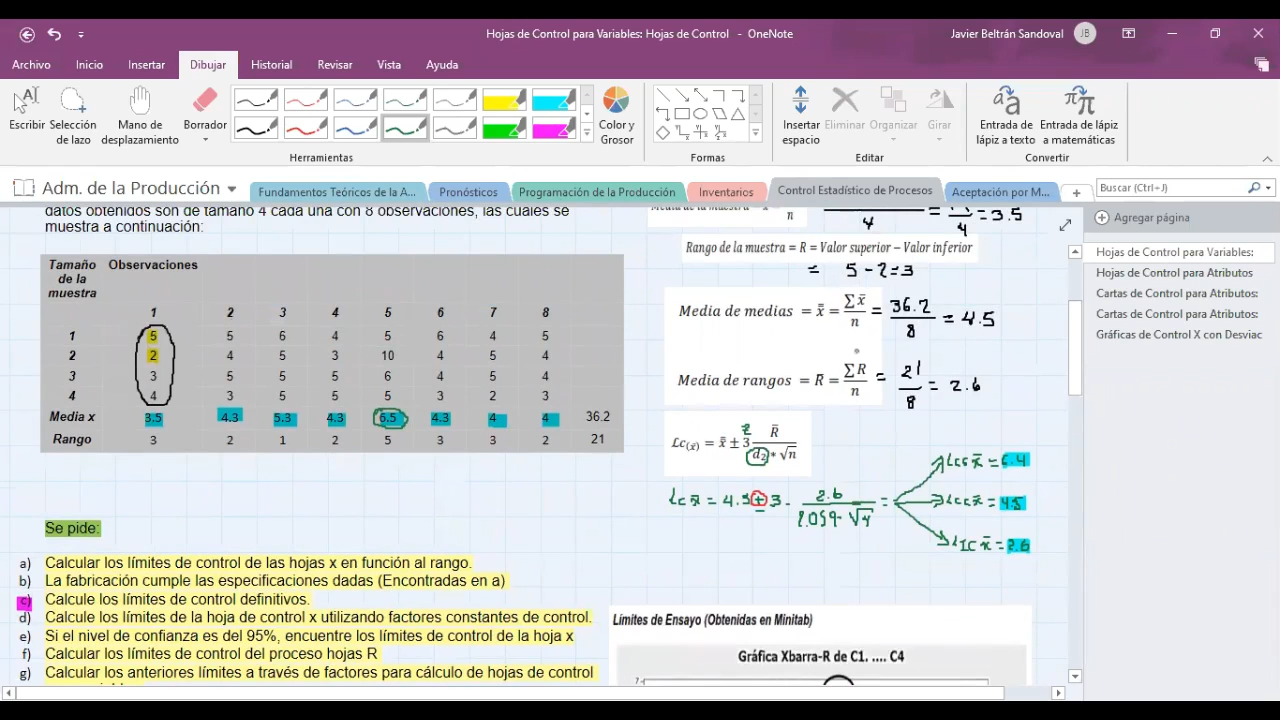 Hojas de Control para Variables: Hojas de Control - OneNote
Javier Beltrán Sandoval
JB
Archivo Inicio Insertar Dibujar Historial Revisar Vista Ayuda
Escribir
Selección de lazo
Mano de desplazamiento
Borrador
Color y Grosor
Insertar espacio
Eliminar
Organizar
Girar
Entrada de lápiz a texto
Entrada de lápiz a matemáticas
Herramientas
Formas
Editar
Convertir
Adm. de la Producción
Fundamentos Teóricos de la A...
Pronósticos
Programación de la Producción
Inventarios
Control Estadístico de Procesos
Aceptación por M...
Buscar (Ctrl+J)
Agregar página
Hojas de Control para Variables:
Hojas de Control para Atributos
Cartas de Control para Atributos:
Cartas de Control para Atributos:
Gráficas de Control X con Desviac
datos obtenidos son de tamaño 4 cada una con 8 observaciones, las cuales se
muestra a continuación:
Tamaño de la muestra Observaciones
1 2 3 4 5 6 7 8
1 5 5 6 4 5 6 4 5
2 2 4 5 3 10 4 5 4
3 3 5 5 5 6 4 5 4
4 4 3 5 5 5 3 2 3
Media x 3.5 4.3 5.3 4.3 6.5 4.3 4 4 36.2
Rango 3 2 1 2 5 3 3 2 21
Se pide:
a) Calcular los límites de control de las hojas x en función al rango.
b) La fabricación cumple las especificaciones dadas (Encontradas en a)
c) Calcule los límites de control definitivos.
d) Calcule los límites de la hoja de control x utilizando factores constantes de control.
e) Si el nivel de confianza es del 95%, encuentre los límites de control de la hoja x
f) Calcular los límites de control del proceso hojas R
g) Calcular los anteriores límites a través de factores para cálculo de hojas de control
n
4 = 4 = 3.5
Rango de la muestra = R = Valor superior − Valor inferior
= 5 - 2 = 3
Media de medias = x̿ = ∑x̄ / n = 36.2 / 8 = 4.5
Media de rangos = R̄ = ∑R / n = 21 / 8 = 2.6
Lc(x̄) = x̿ ± 3 R̄ / d₂ * √n
z
Lc x̄ = 4.5 ± 3 - 2.6 / 2.059 √4 =
LCS x̄ = 6.4
LCC x̄ = 4.5
LIC x̄ = 2.6
Límites de Ensayo (Obtenidas en Minitab)
Gráfica Xbarra-R de C1. .... C4
7